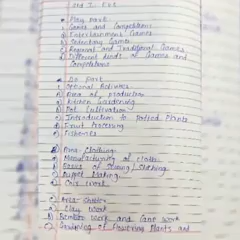 * Play Part
* Games and Competitions
a) Entertainment Games
b) Sedentary Games
c) Regional and Traditional Games
d) Different kinds of Games and
Competitions
* Do Part
* Optional Activities
A) Area of production
a) Kitchen Gardening
b) Pot Cultivation
c) Introduction to Potted Plants
d) Fruit Processing
e) Fisheries
B) Area - Clothing
a) Manufacturing of cloth
b) Basics of Sewing / Stitching
c) Puppet Making
d) Coir Work
c) Area - Shelter
a) Clay Work
b) Bamboo Work and Cane work
c) of Flowering Plants and